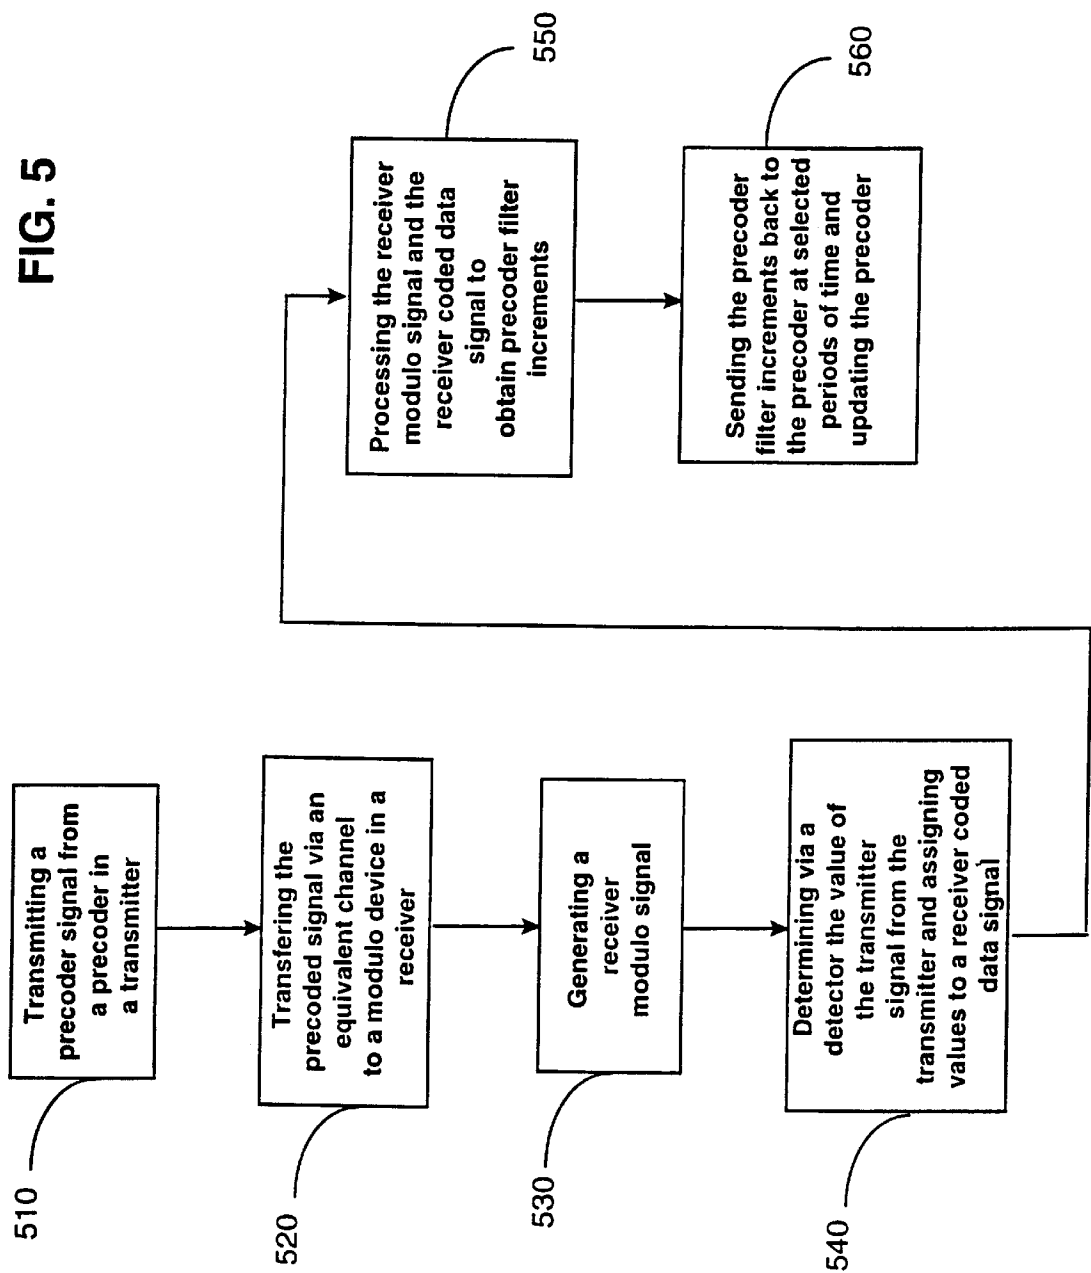 FIG. 5
510
Transmitting a
precoder signal from
a precoder in
a transmitter
520
Transfering the
precoded signal via an
equivalent channel
to a modulo device in a
receiver
530
Generating a
receiver
modulo signal
540
Determining via a
detector the value of
the transmitter
signal from the
transmitter and assigning
values to a receiver coded
data signal
550
Processing the receiver
modulo signal and the
receiver coded data
signal to
obtain precoder filter
increments
560
Sending the precoder
filter increments back to
the precoder at selected
periods of time and
updating the precoder